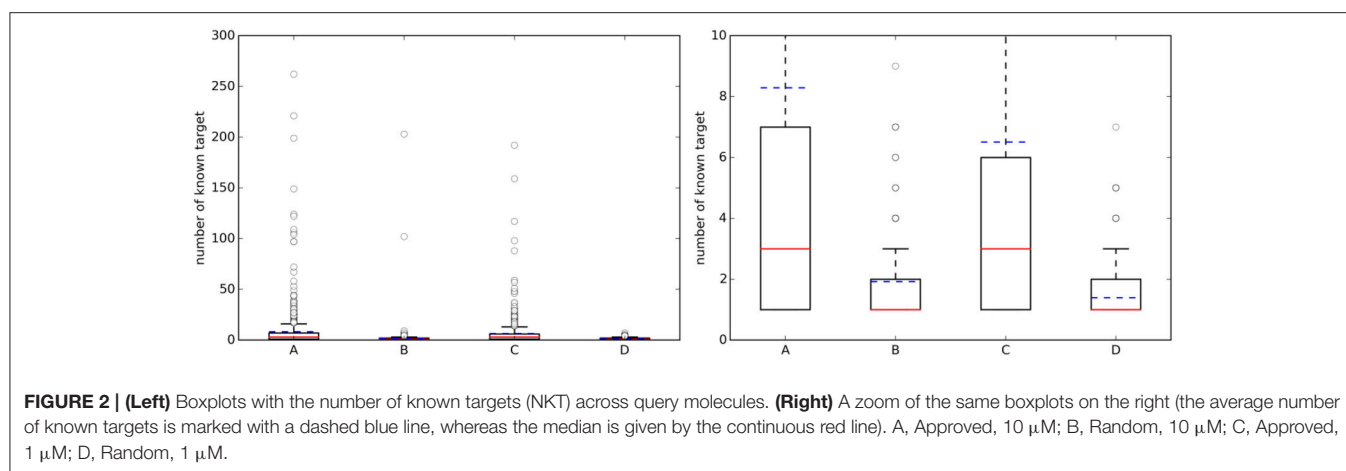 300
250
200
150
100
50
0
number of known target
A B C D
10
8
6
4
2
0
number of known target
A B C D
FIGURE 2 | (Left) Boxplots with the number of known targets (NKT) across query molecules. (Right) A zoom of the same boxplots on the right (the average number
of known targets is marked with a dashed blue line, whereas the median is given by the continuous red line). A, Approved, 10 μM; B, Random, 10 μM; C, Approved,
1 μM; D, Random, 1 μM.